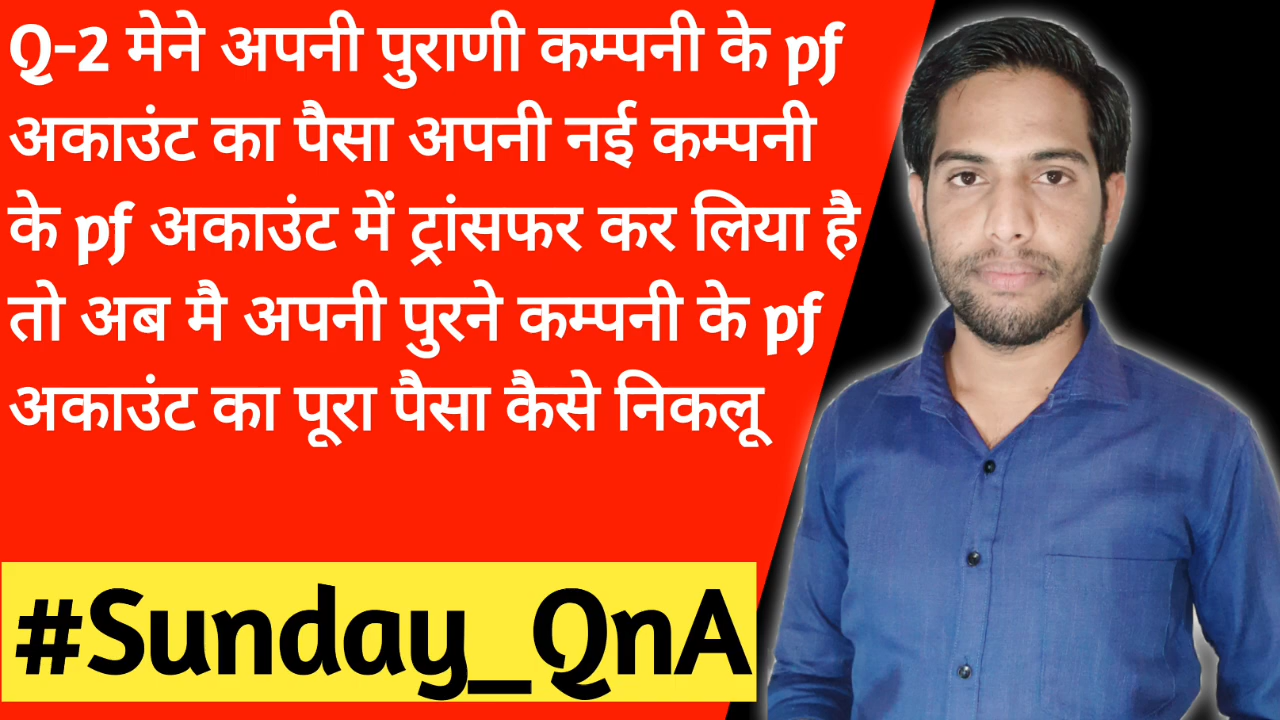 Q-2 मेने अपनी पुराणी कम्पनी के pf
अकाउंट का पैसा अपनी नई कम्पनी
के pf अकाउंट में ट्रांसफर कर लिया है
तो अब मै अपनी पुरने कम्पनी के pf
अकाउंट का पूरा पैसा कैसे निकलू
#Sunday_QnA